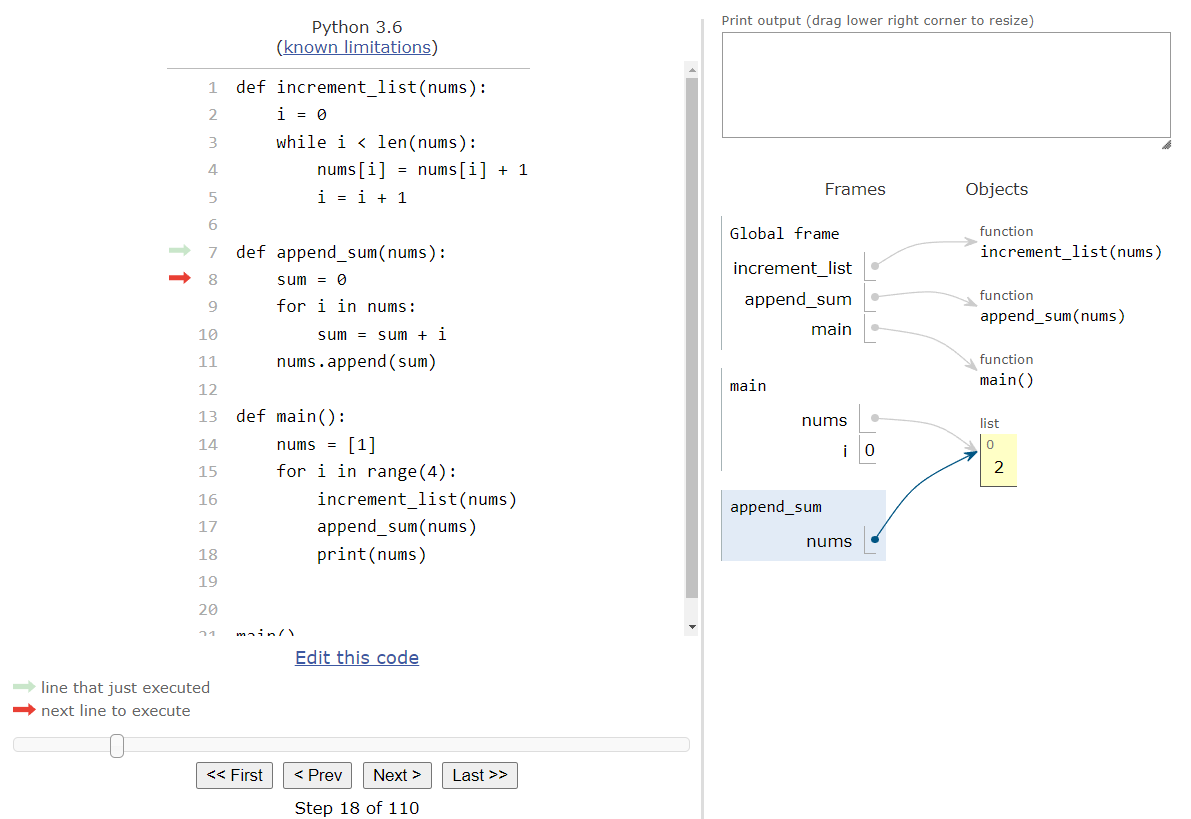 Python 3.6
(known limitations)
1 def increment_list(nums):
2     i = 0
3     while i < len(nums):
4         nums[i] = nums[i] + 1
5         i = i + 1
6
7 def append_sum(nums):
8     sum = 0
9     for i in nums:
10         sum = sum + i
11     nums.append(sum)
12
13 def main():
14     nums = [1]
15     for i in range(4):
16         increment_list(nums)
17         append_sum(nums)
18         print(nums)
19
20
21 main()
Edit this code
line that just executed
next line to execute
<< First < Prev Next > Last >>
Step 18 of 110
Print output (drag lower right corner to resize)
Frames Objects
Global frame
increment_list
append_sum
main
function
increment_list(nums)
function
append_sum(nums)
function
main()
main
nums
i 0
list
0
2
append_sum
nums